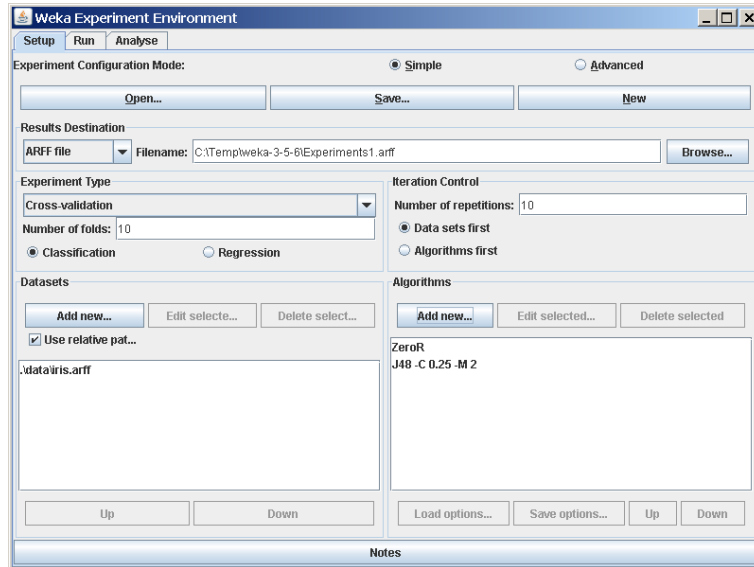 Weka Experiment Environment
Setup Run Analyse
Experiment Configuration Mode: Simple Advanced
Open... Save... New
Results Destination
ARFF file Filename: C:\Temp\weka-3-5-6\Experiments1.arff Browse...
Experiment Type
Cross-validation
Number of folds: 10
Classification Regression
Iteration Control
Number of repetitions: 10
Data sets first
Algorithms first
Datasets
Add new... Edit selecte... Delete select...
Use relative pat...
.\data\iris.arff
Up Down
Algorithms
Add new... Edit selected... Delete selected
ZeroR
J48 -C 0.25 -M 2
Load options... Save options... Up Down
Notes